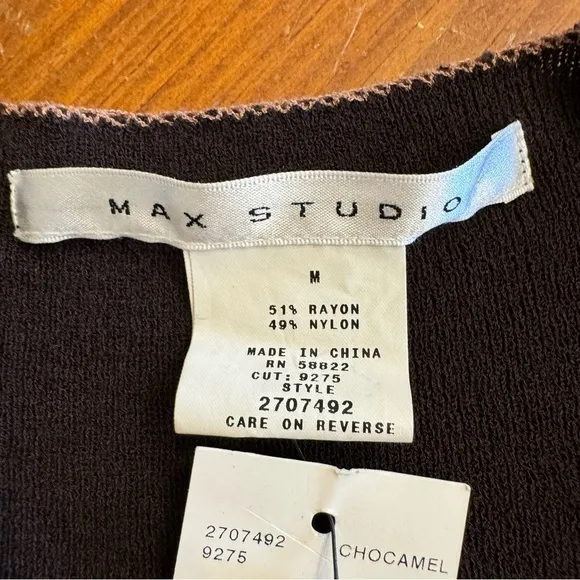 MAX STUDIO
M
51% RAYON
49% NYLON
MADE IN CHINA
RN 58822
CUT: 9275
STYLE
2707492
CARE ON REVERSE
2707492
9275
CHOCAMEL